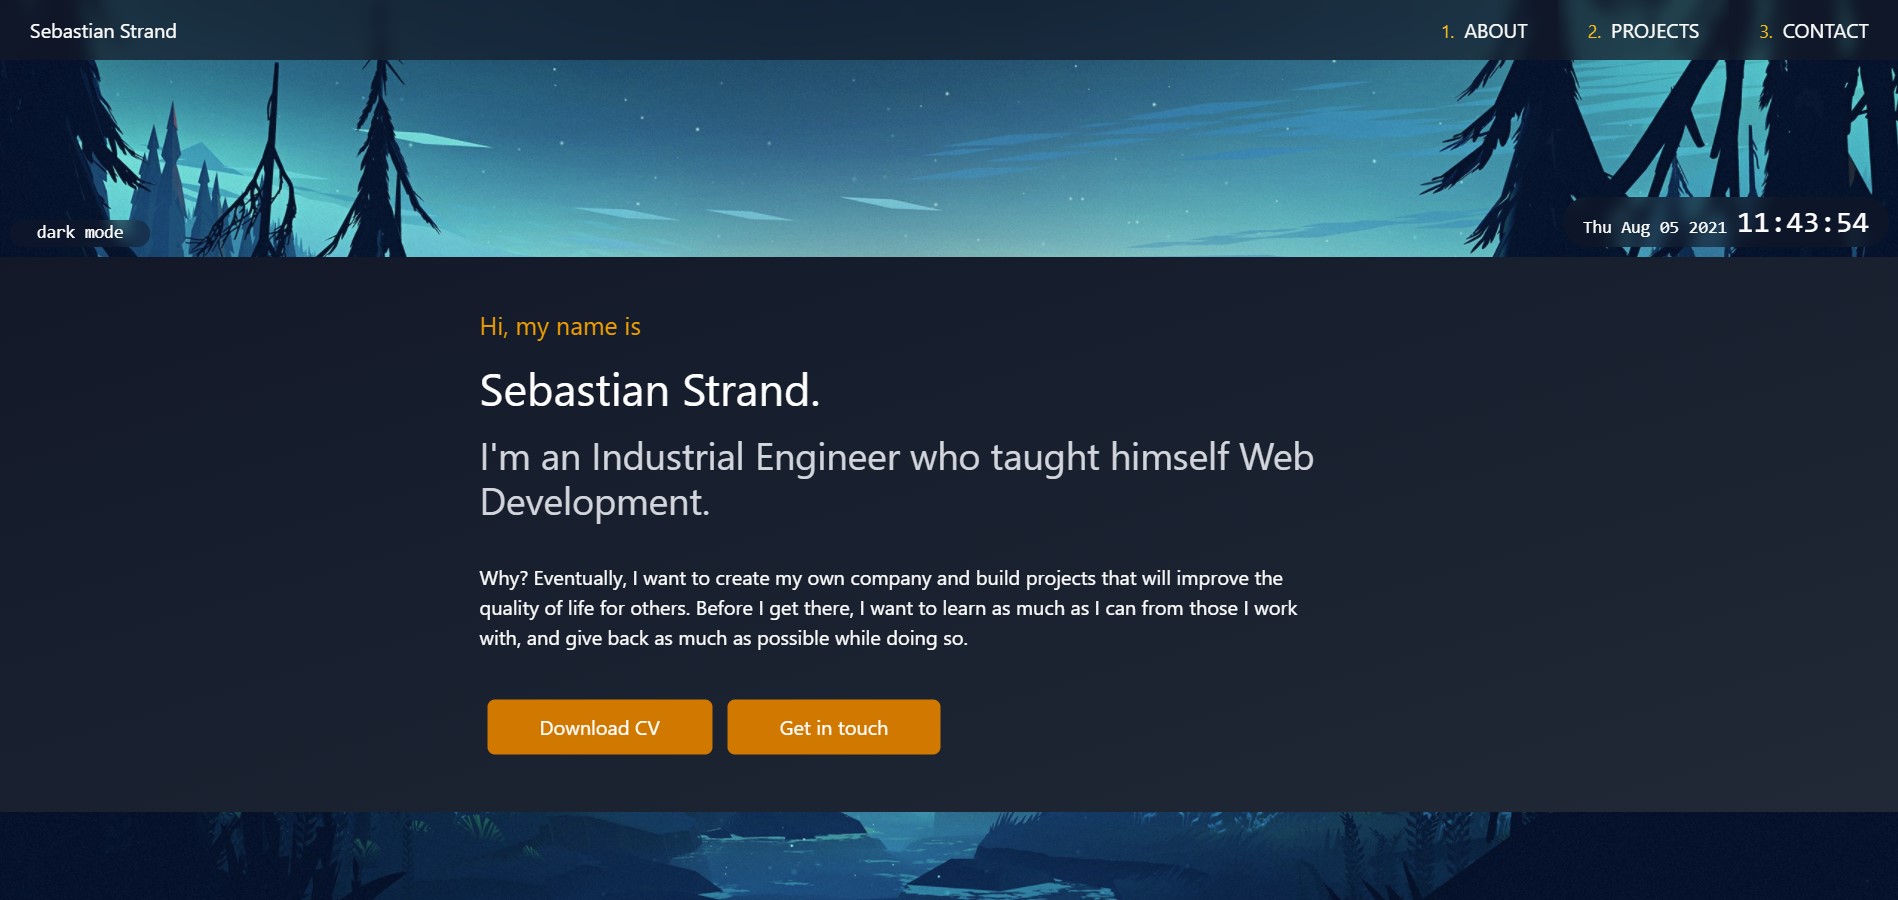 Sebastian Strand
1. ABOUT 2. PROJECTS 3. CONTACT
dark mode
Thu Aug 05 2021 11:43:54
Hi, my name is
Sebastian Strand.
I'm an Industrial Engineer who taught himself Web
Development.
Why? Eventually, I want to create my own company and build projects that will improve the
quality of life for others. Before I get there, I want to learn as much as I can from those I work
with, and give back as much as possible while doing so.
Download CV
Get in touch